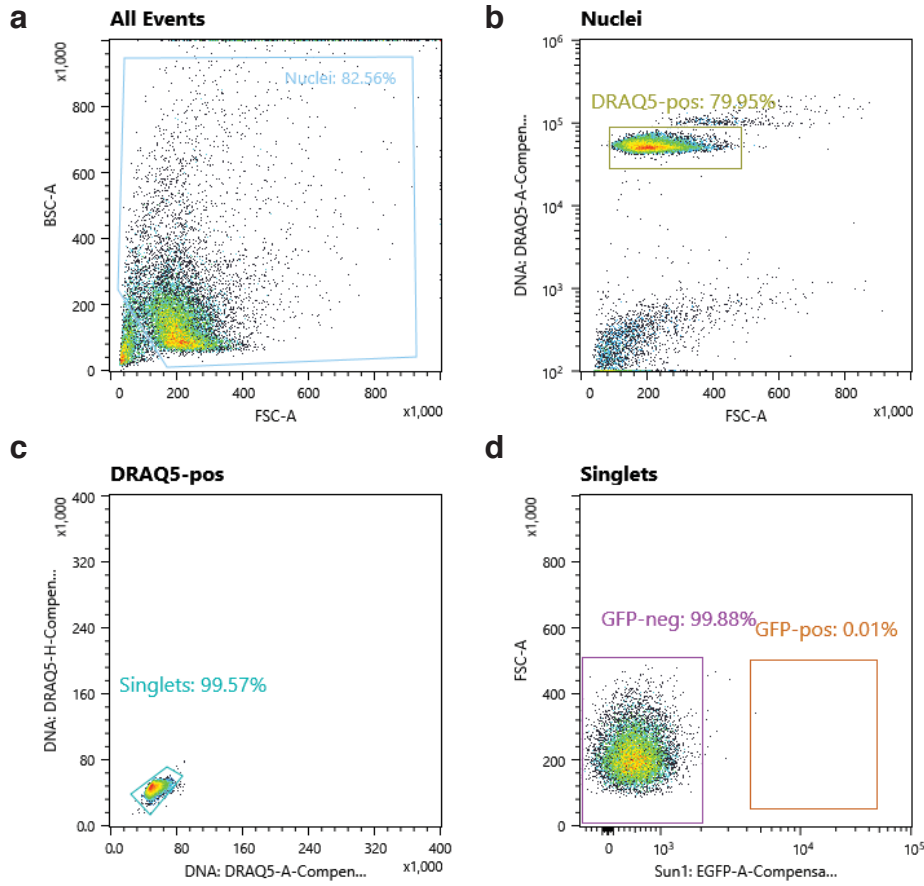 a
All Events
x1,000
Nuclei: 82.56%
800
600
400
200
0
BSC-A
0 200 400 600 800
FSC-A
x1,000
b
Nuclei
10⁶
DRAQ5-pos: 79.95%
10⁵
10⁴
10³
10²
DNA: DRAQ5-A-Compen...
0 200 400 600 800
FSC-A
x1,000
c
DRAQ5-pos
x1,000
400
320
240
160
80
0.0
DNA: DRAQ5-H-Compen...
Singlets: 99.57%
0.0 80 160 240 320 400
x1,000
DNA: DRAQ5-A-Compen...
d
Singlets
x1,000
800
600
400
200
0
FSC-A
GFP-neg: 99.88%
GFP-pos: 0.01%
0 10³ 10⁴ 10⁵
Sun1: EGFP-A-Compensa...